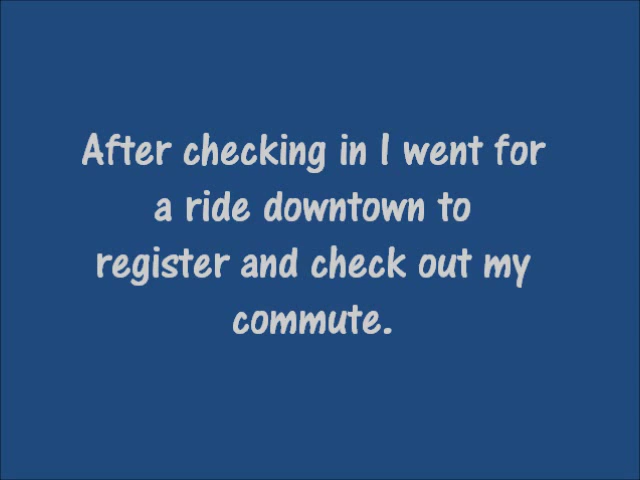 After checking in I went for
a ride downtown to
register and check out my
commute.